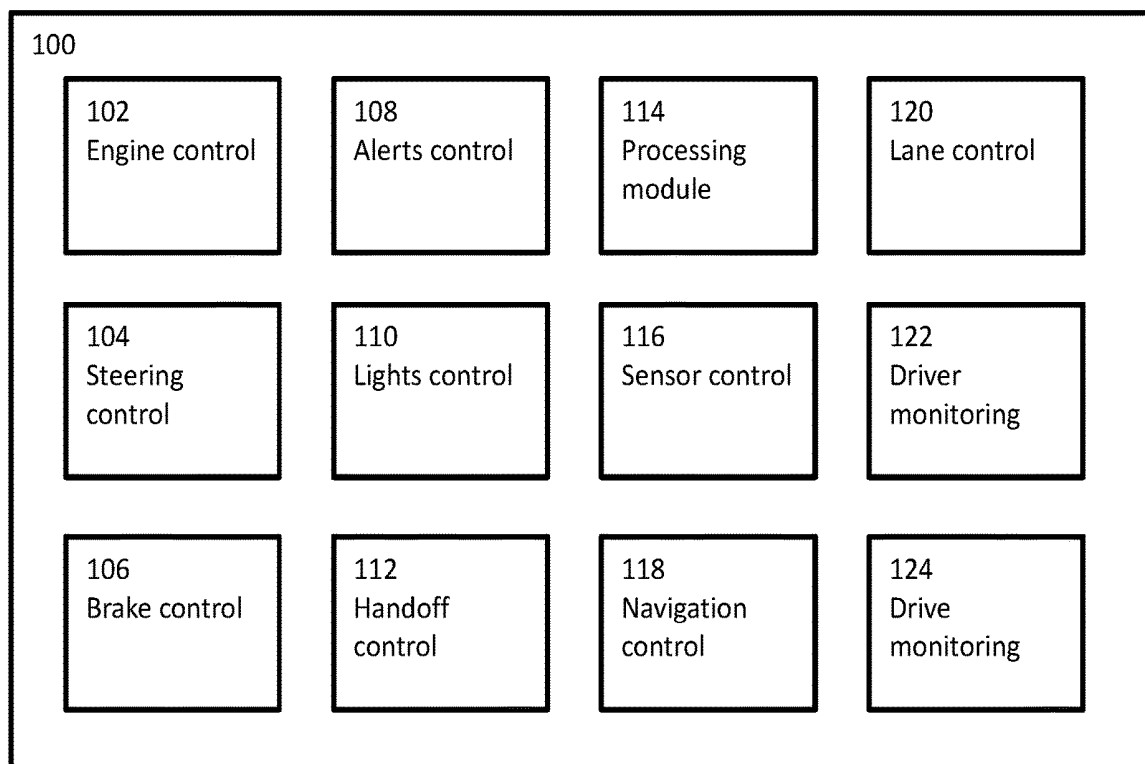 100
102
Engine control
108
Alerts control
114
Processing
module
120
Lane control
104
Steering
control
110
Lights control
116
Sensor control
122
Driver
monitoring
106
Brake control
112
Handoff
control
118
Navigation
control
124
Drive
monitoring